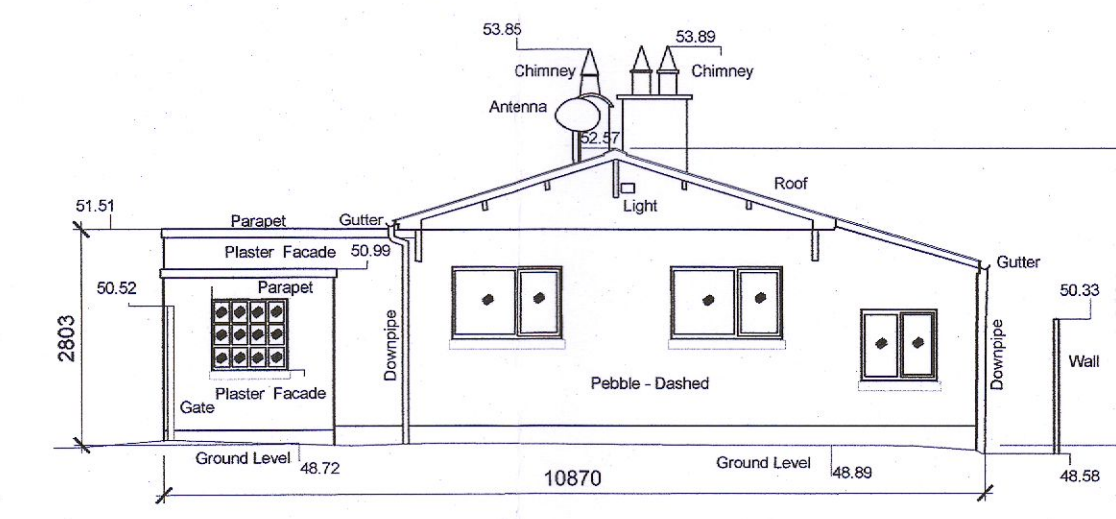 53.85
53.89
Chimney
Chimney
Antenna
52.57
Roof
Light
51.51
Parapet
Gutter
Plaster Facade
50.99
Gutter
50.52
Parapet
50.33
2803
Downpipe
Downpipe
Wall
Pebble - Dashed
Plaster Facade
Gate
Ground Level
48.72
Ground Level
48.89
48.58
10870